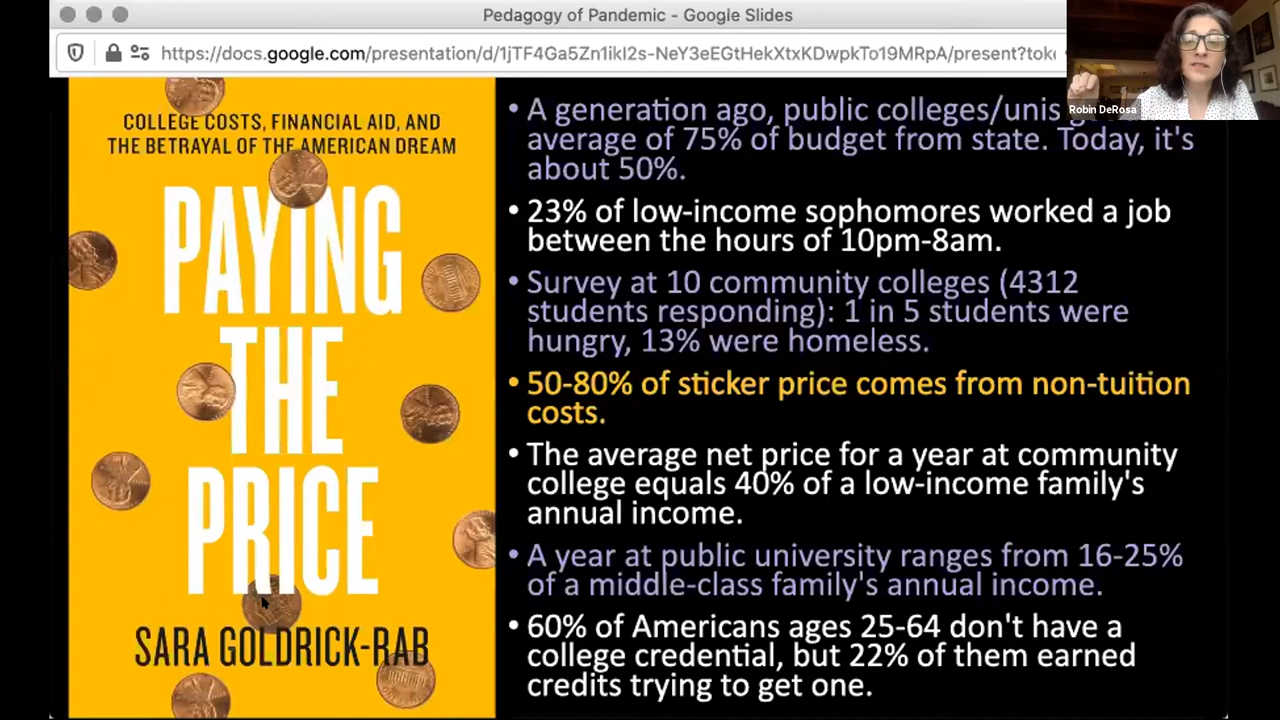 Pedagogy of Pandemic - Google Slides
https://docs.google.com/presentation/d/1jTF4Ga5Zn1ikI2s-NeY3eEGtHekXtxKDwpkTo19MRpA/present?toke
Robin DeRosa
COLLEGE COSTS, FINANCIAL AID, AND
THE BETRAYAL OF THE AMERICAN DREAM
PAYING
THE
PRICE
SARA GOLDRICK-RAB
• A generation ago, public colleges/unis
average of 75% of budget from state. Today, it's
about 50%.
• 23% of low-income sophomores worked a job
between the hours of 10pm-8am.
• Survey at 10 community colleges (4312
students responding): 1 in 5 students were
hungry, 13% were homeless.
• 50-80% of sticker price comes from non-tuition
costs.
• The average net price for a year at community
college equals 40% of a low-income family's
annual income.
• A year at public university ranges from 16-25%
of a middle-class family's annual income.
• 60% of Americans ages 25-64 don't have a
college credential, but 22% of them earned
credits trying to get one.